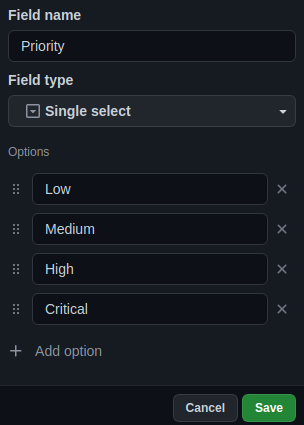 Field name
Priority
Field type
Single select
Options
Low
Medium
High
Critical
Add option
Cancel
Save